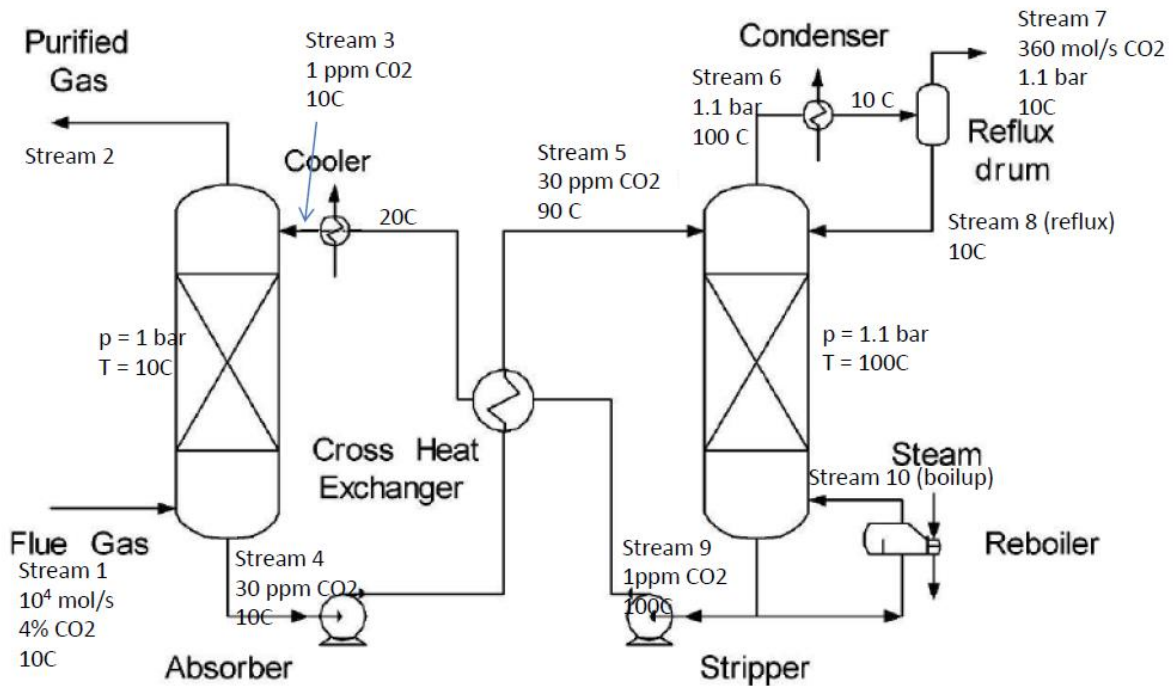 Purified
Gas
Stream 2
Stream 3
1 ppm C02
10C
Cooler
20C
Stream 5
30 ppm CO2
90 C
Stream 6
1.1 bar
100 C
Condenser
10 C
Stream 7
360 mol/s CO2
1.1 bar
10C
Reflux
drum
Stream 8 (reflux)
10C
p = 1 bar
T = 10C
p = 1.1 bar
T = 100C
Cross Heat
Exchanger
Steam
Stream 10 (boilup)
Reboiler
Flue Gas
Stream 1
10⁴ mol/s
4% CO2
10C
Stream 4
30 ppm CO2
10C
Stream 9
1ppm CO2
100C
Absorber
Stripper